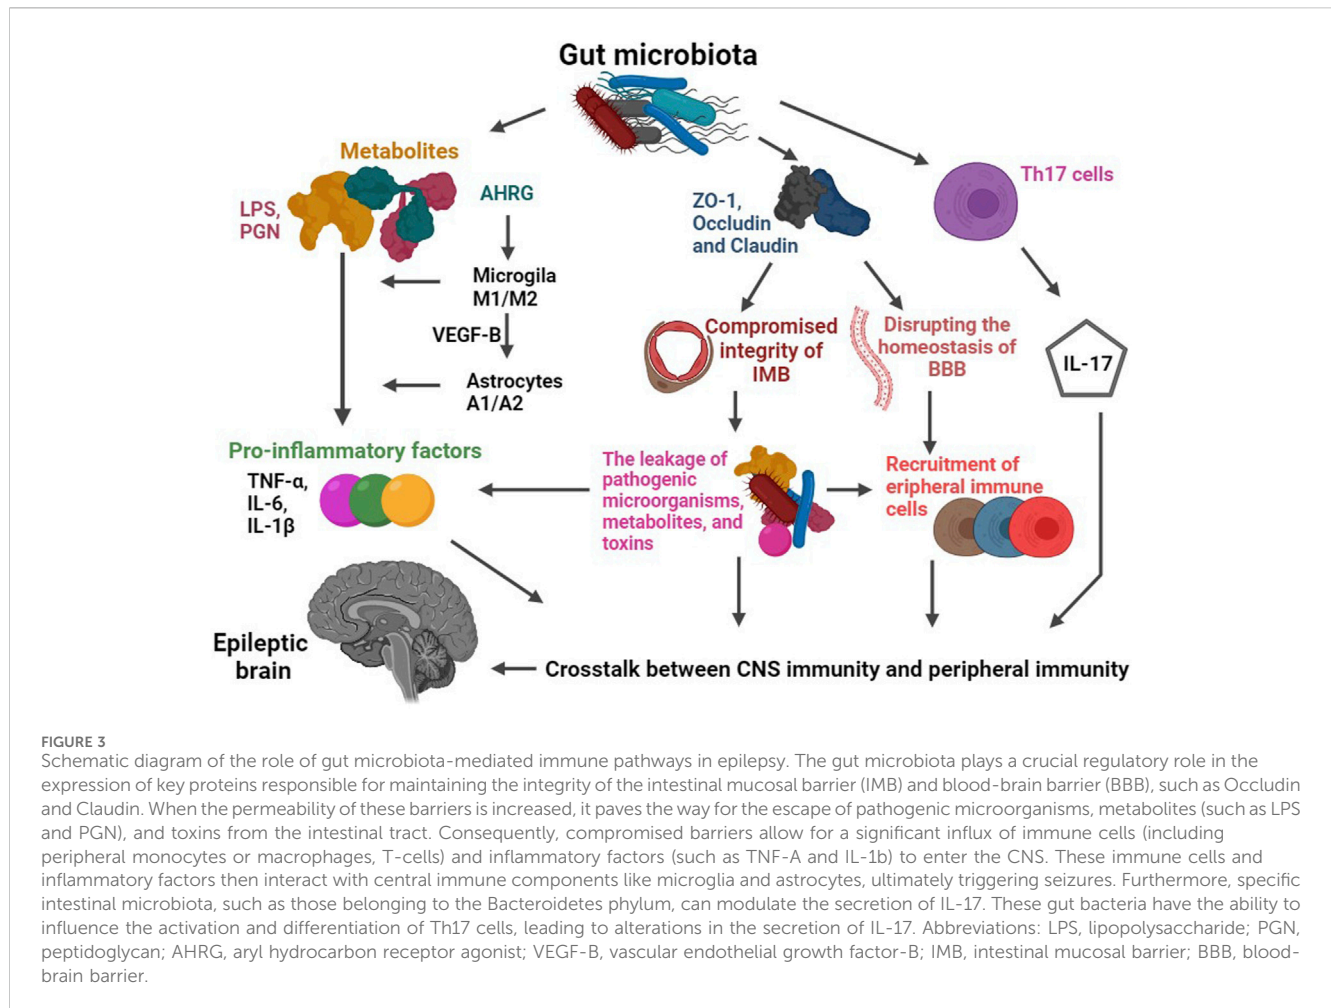 Gut microbiota
Metabolites
LPS,
PGN
AHRG
Microgila
M1/M2
VEGF-B
Astrocytes
A1/A2
ZO-1,
Occludin
and Claudin
Th17 cells
Compromised
integrity of
IMB
Disrupting the
homeostasis of
BBB
IL-17
Pro-inflammatory factors
TNF-α,
IL-6,
IL-1β
The leakage of
pathogenic
microorganisms,
metabolites, and
toxins
Recruitment of
eripheral immune
cells
Epileptic
brain
Crosstalk between CNS immunity and peripheral immunity
FIGURE 3
Schematic diagram of the role of gut microbiota-mediated immune pathways in epilepsy. The gut microbiota plays a crucial regulatory role in the
expression of key proteins responsible for maintaining the integrity of the intestinal mucosal barrier (IMB) and blood-brain barrier (BBB), such as Occludin
and Claudin. When the permeability of these barriers is increased, it paves the way for the escape of pathogenic microorganisms, metabolites (such as LPS
and PGN), and toxins from the intestinal tract. Consequently, compromised barriers allow for a significant influx of immune cells (including
peripheral monocytes or macrophages, T-cells) and inflammatory factors (such as TNF-A and IL-1b) to enter the CNS. These immune cells and
inflammatory factors then interact with central immune components like microglia and astrocytes, ultimately triggering seizures. Furthermore, specific
intestinal microbiota, such as those belonging to the Bacteroidetes phylum, can modulate the secretion of IL-17. These gut bacteria have the ability to
influence the activation and differentiation of Th17 cells, leading to alterations in the secretion of IL-17. Abbreviations: LPS, lipopolysaccharide; PGN,
peptidoglycan; AHRG, aryl hydrocarbon receptor agonist; VEGF-B, vascular endothelial growth factor-B; IMB, intestinal mucosal barrier; BBB, blood-
brain barrier.